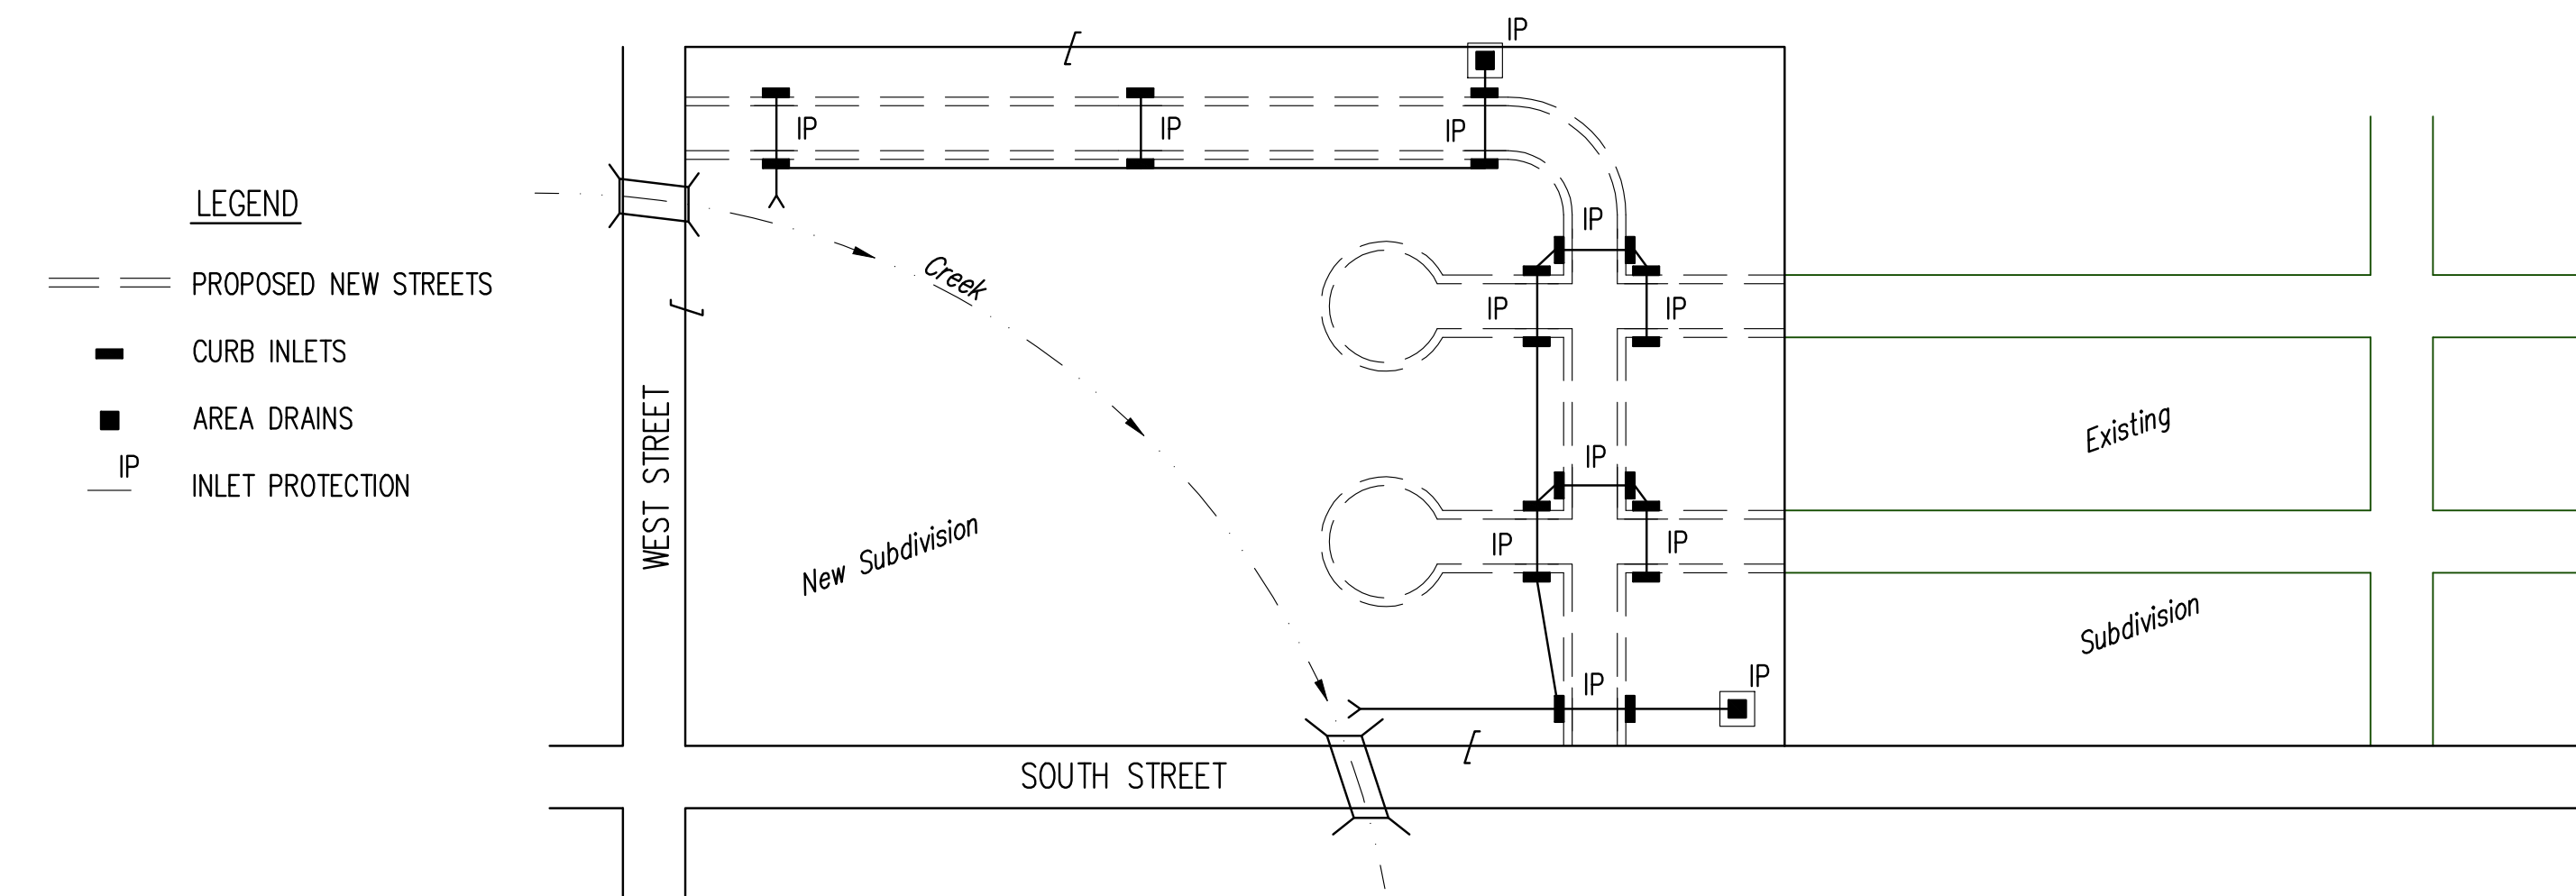 LEGEND
PROPOSED NEW STREETS
CURB INLETS
AREA DRAINS
IP
INLET PROTECTION
IP
IP
IP
IP
IP
IP
IP
Creek
WEST STREET
New Subdivision
IP
IP
IP
IP
IP
SOUTH STREET
Existing
Subdivision